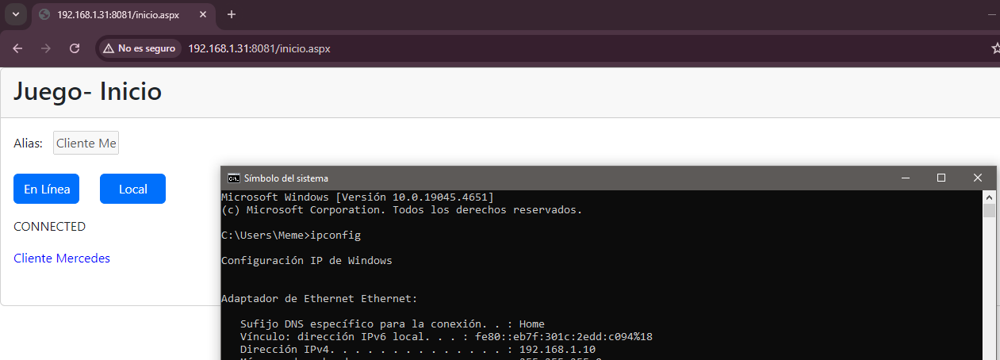 192.168.1.31:8081/inicio.aspx
No es seguro 192.168.1.31:8081/inicio.aspx
Juego- Inicio
Alias: Cliente Me
En Línea Local
CONNECTED
Cliente Mercedes
Símbolo del sistema
Microsoft Windows [Versión 10.0.19045.4651]
(c) Microsoft Corporation. Todos los derechos reservados.
C:\Users\Meme>ipconfig
Configuración IP de Windows
Adaptador de Ethernet Ethernet:
Sufijo DNS específico para la conexión. . : Home
Vínculo: dirección IPv6 local. . . : fe80::eb7f:301c:2edd:c094%18
Dirección IPv4. . . . . . . . . . . . . . : 192.168.1.10